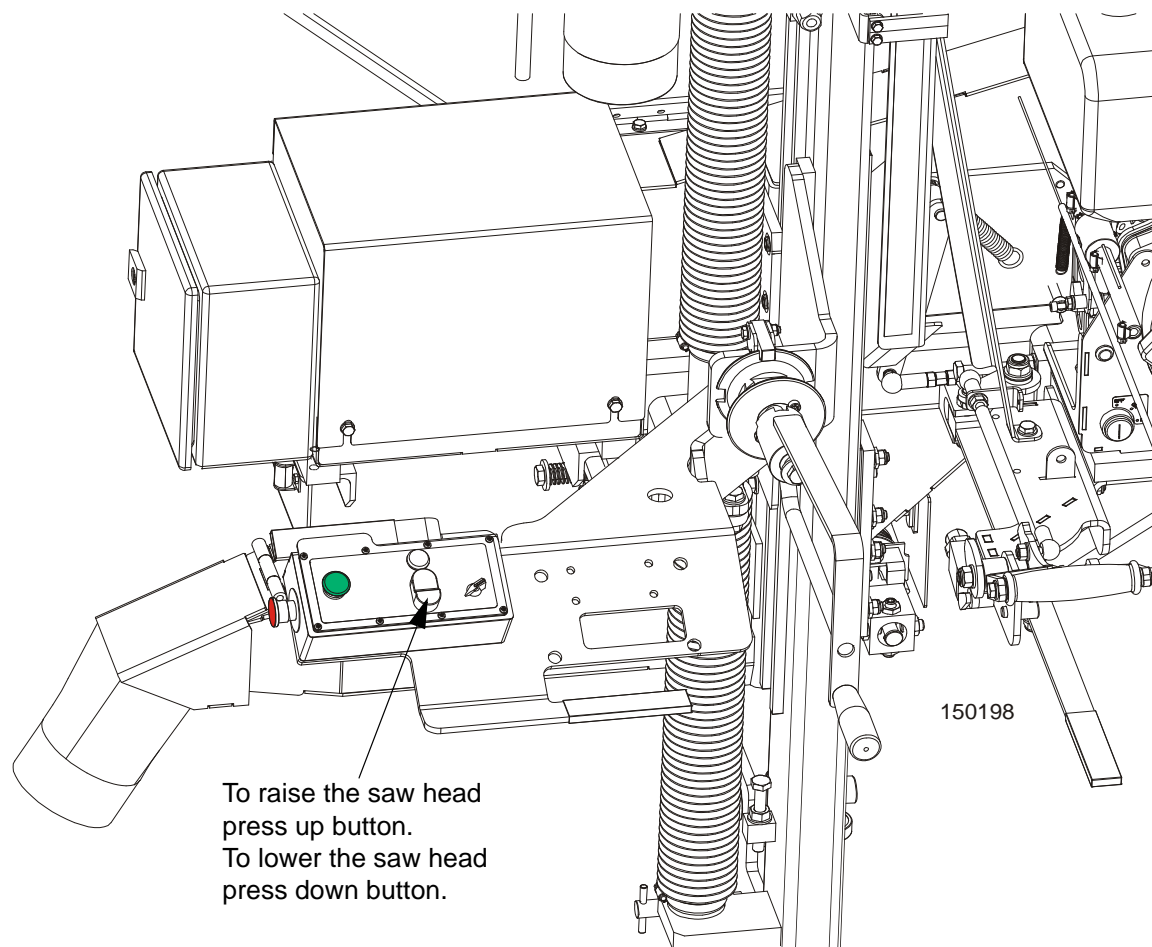 150198
To raise the saw head
press up button.
To lower the saw head
press down button.